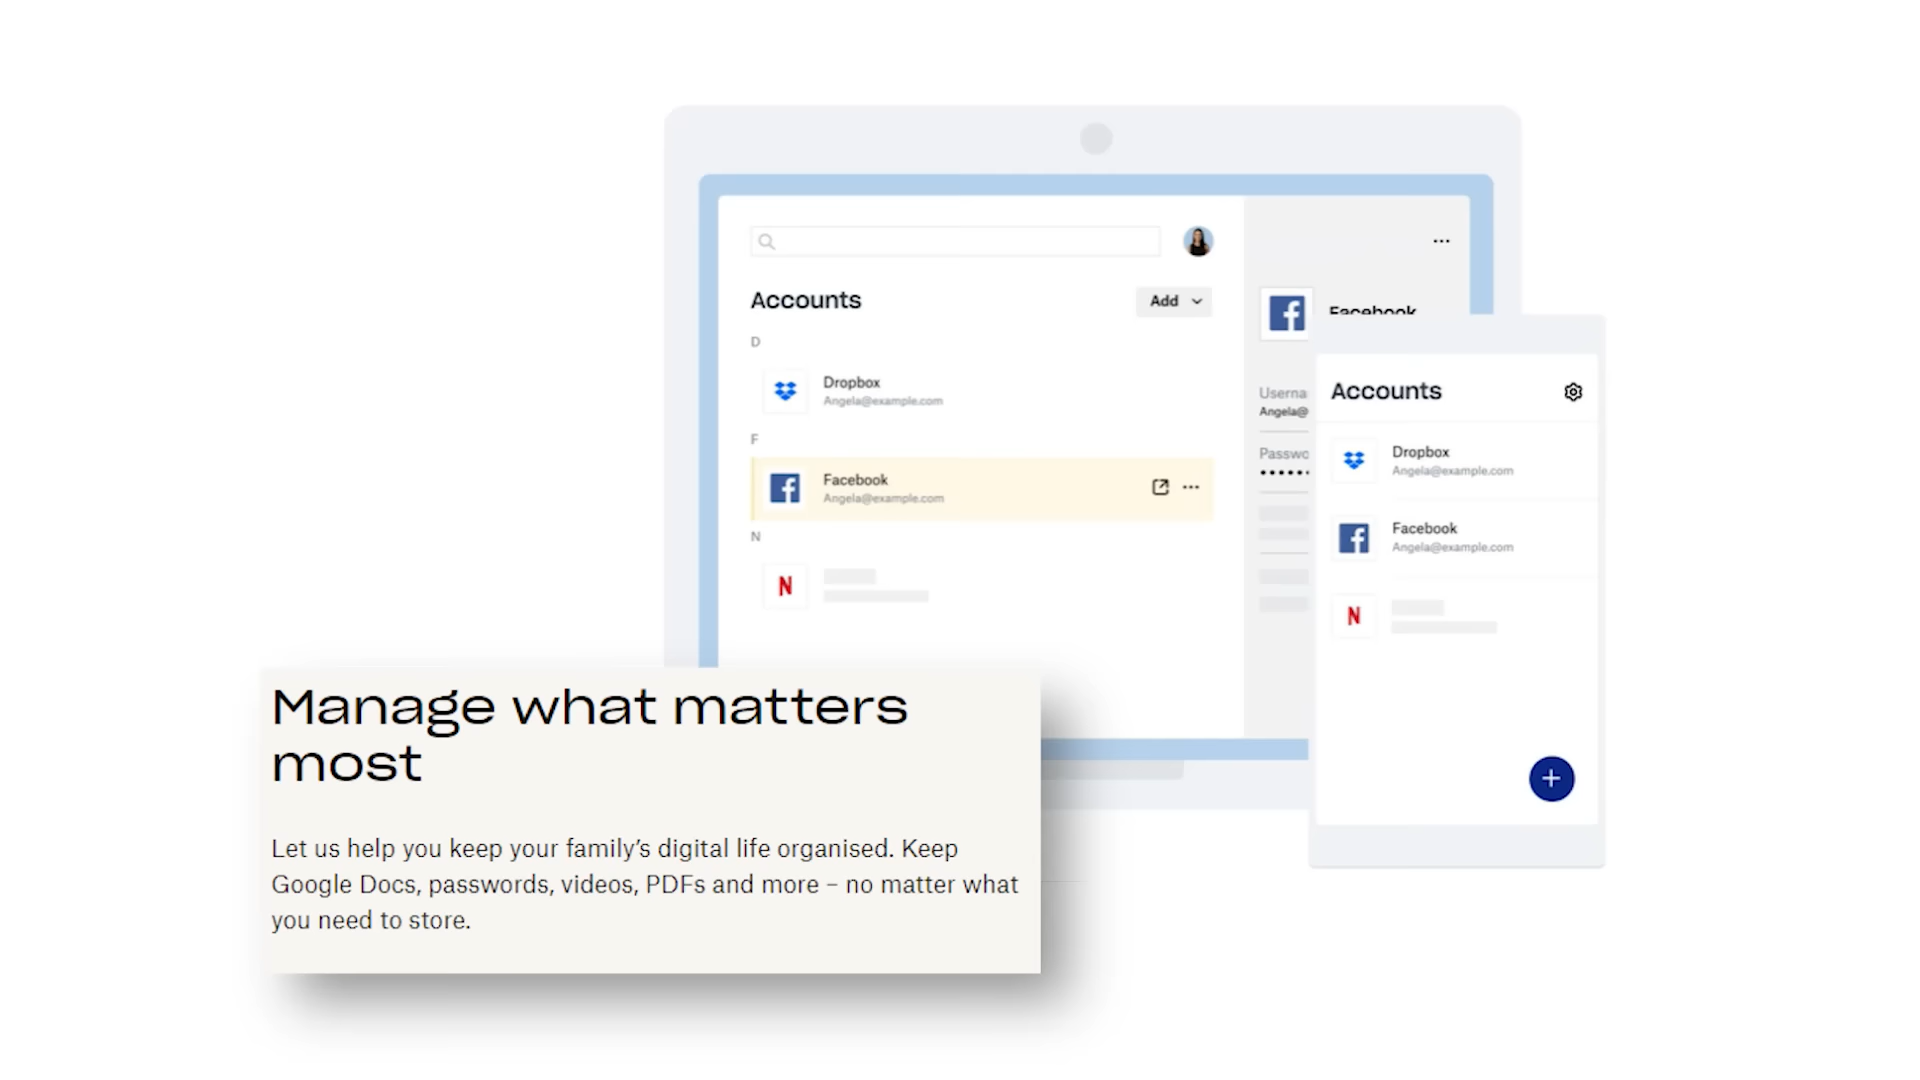 Accounts
Add
D
Dropbox
Angela@example.com
F
Facebook
Angela@example.com
N
N
Facebook
Angela@
Accounts
Dropbox
Angela@example.com
Facebook
Angela@example.com
N
Manage what matters
most
Let us help you keep your family’s digital life organised. Keep
Google Docs, passwords, videos, PDFs and more – no matter what
you need to store.